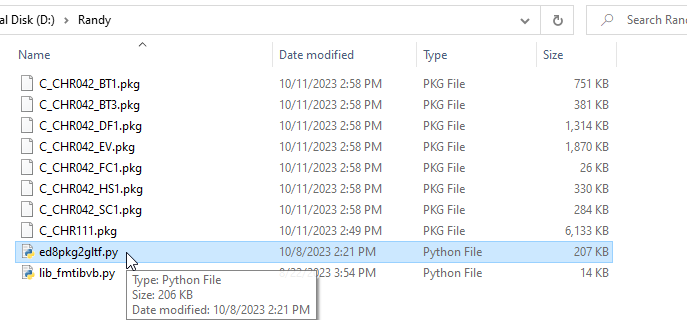 al Disk (D:) > Randy
Search Rand
Name Date modified Type Size
C_CHR042_BT1.pkg 10/11/2023 2:58 PM PKG File 751 KB
C_CHR042_BT3.pkg 10/11/2023 2:58 PM PKG File 381 KB
C_CHR042_DF1.pkg 10/11/2023 2:58 PM PKG File 1,314 KB
C_CHR042_EV.pkg 10/11/2023 2:58 PM PKG File 1,870 KB
C_CHR042_FC1.pkg 10/11/2023 2:58 PM PKG File 26 KB
C_CHR042_HS1.pkg 10/11/2023 2:58 PM PKG File 330 KB
C_CHR042_SC1.pkg 10/11/2023 2:58 PM PKG File 284 KB
C_CHR111.pkg 10/11/2023 2:49 PM PKG File 6,133 KB
ed8pkg2gltf.py 10/8/2023 2:21 PM Python File 207 KB
lib_fmtibvb.py 3:54 PM Python File 14 KB
Type: Python File
Size: 206 KB
Date modified: 10/8/2023 2:21 PM